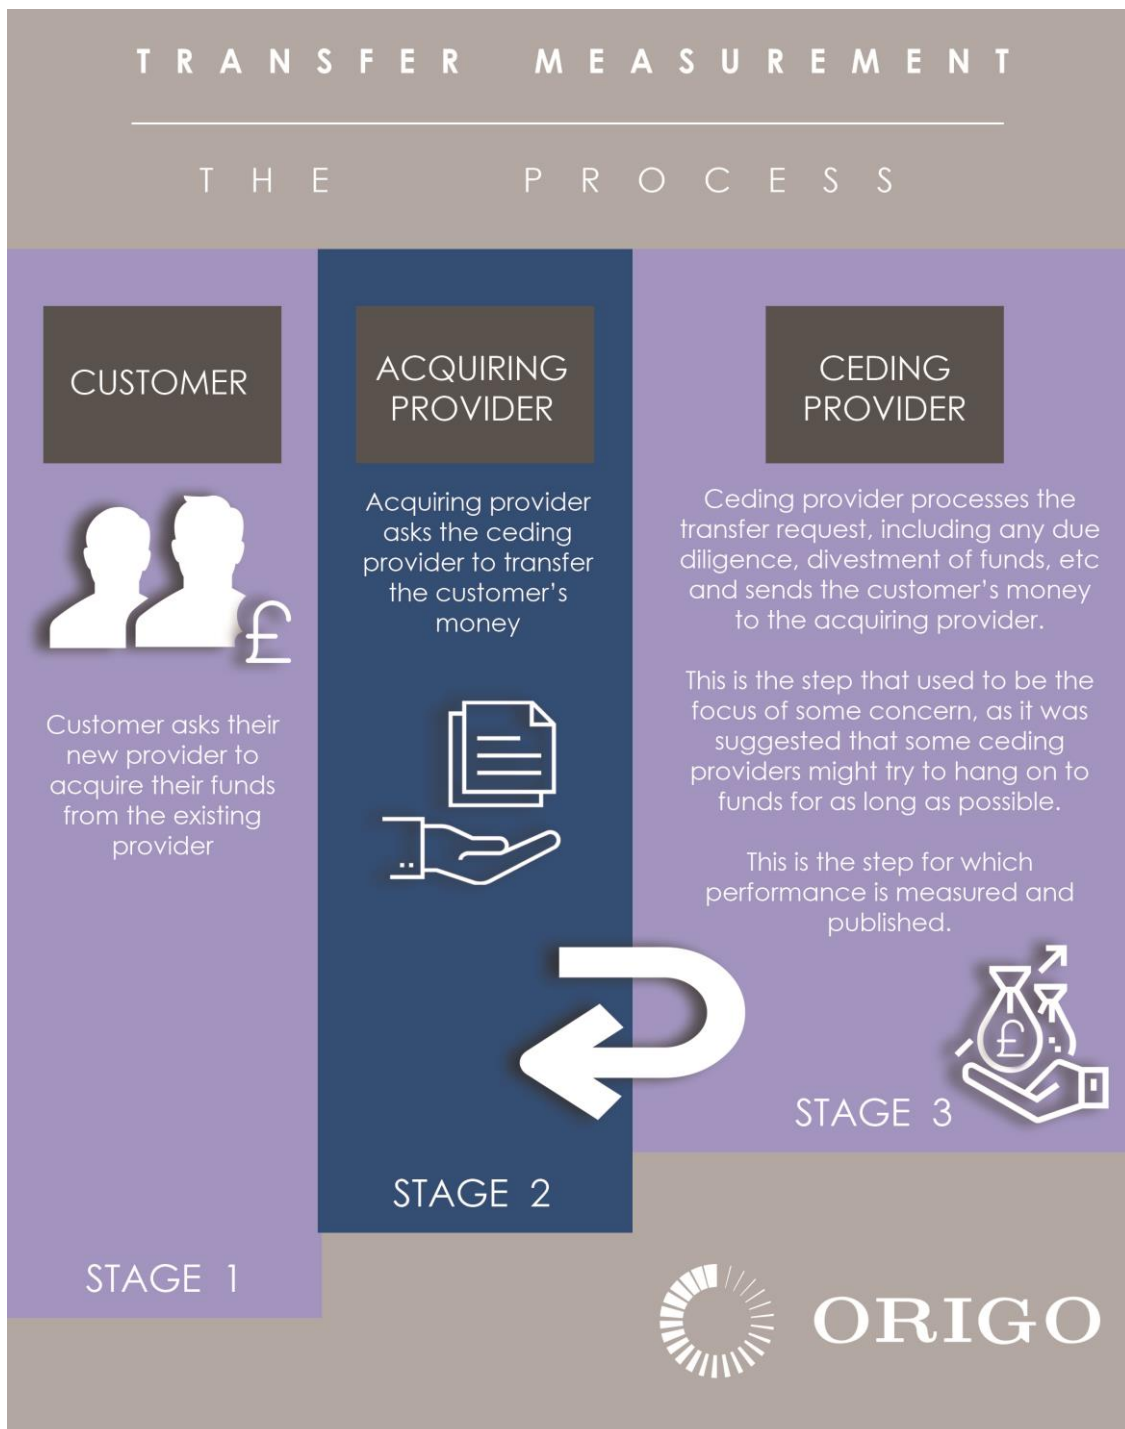 TRANSFER MEASUREMENT
THE PROCESS
CUSTOMER
Customer asks their
new provider to
acquire their funds
from the existing
provider
STAGE 1
ACQUIRING
PROVIDER
Acquiring provider
asks the ceding
provider to transfer
the customer's
money
STAGE 2
CEDING
PROVIDER
Ceding provider processes the
transfer request, including any due
diligence, divestment of funds, etc
and sends the customer's money
to the acquiring provider.
This is the step that used to be the
focus of some concern, as it was
suggested that some ceding
providers might try to hang on to
funds for as long as possible.
This is the step for which
performance is measured and
published.
STAGE 3
ORIGO